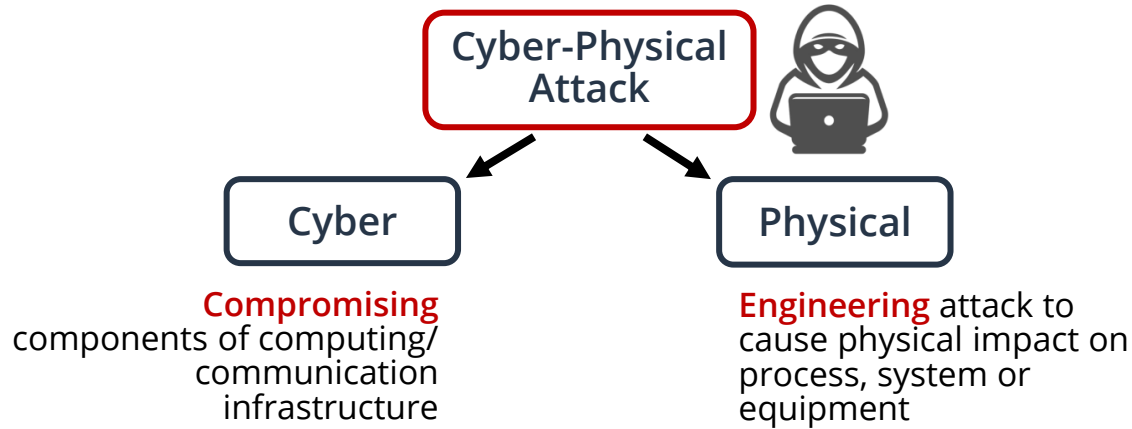 Cyber-Physical
Attack
Cyber
Physical
Compromising
components of computing/
communication
infrastructure
Engineering attack to
cause physical impact on
process, system or
equipment